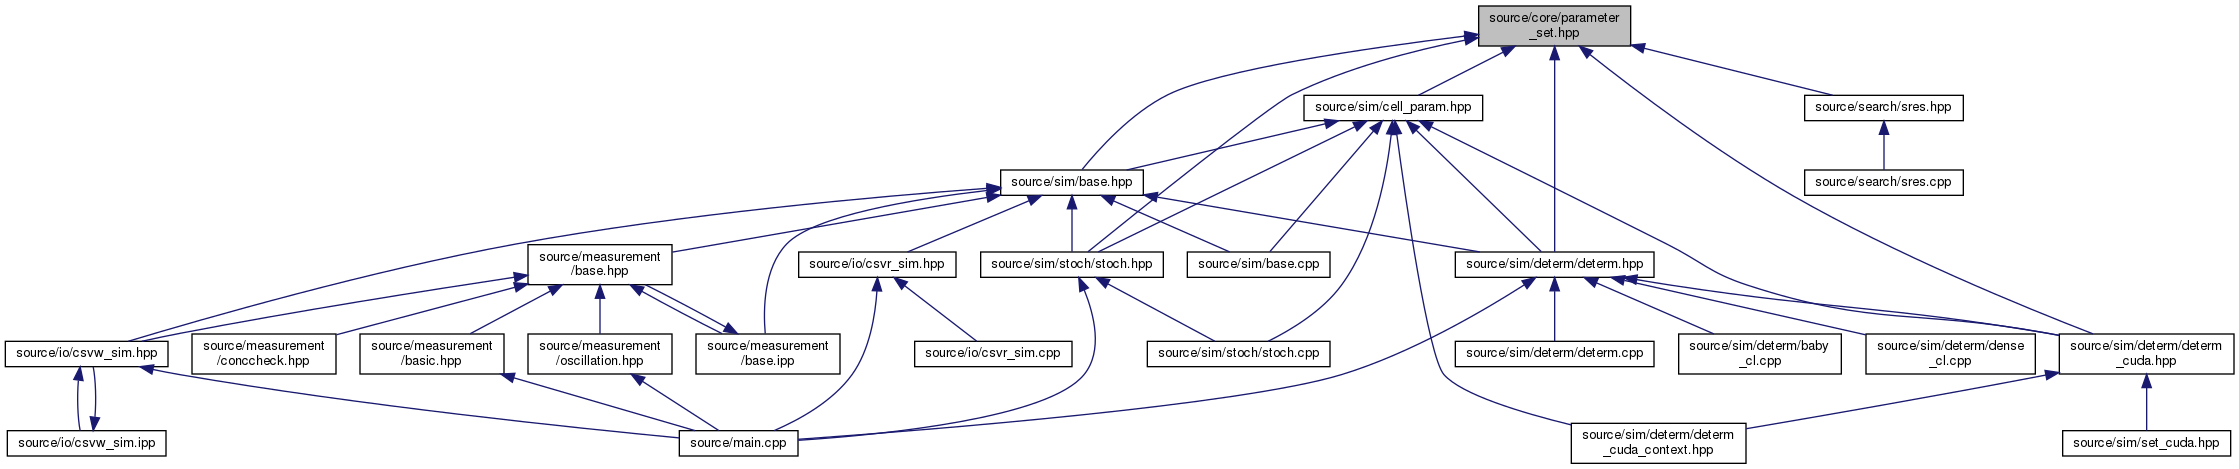 source/core/parameter
_set.hpp
source/sim/cell_param.hpp
source/search/sres.hpp
source/sim/base.hpp
source/search/sres.cpp
source/measurement
/base.hpp
source/io/csvr_sim.hpp
source/sim/stoch/stoch.hpp
source/sim/base.cpp
source/sim/determ/determ.hpp
source/io/csvw_sim.hpp
source/measurement
/conccheck.hpp
source/measurement
/basic.hpp
source/measurement
/oscillation.hpp
source/measurement
/base.ipp
source/io/csvr_sim.cpp
source/sim/stoch/stoch.cpp
source/sim/determ/determ.cpp
source/sim/determ/baby
_cl.cpp
source/sim/determ/dense
_cl.cpp
source/sim/determ/determ
_cuda.hpp
source/io/csvw_sim.ipp
source/main.cpp
source/sim/determ/determ
_cuda_context.hpp
source/sim/set_cuda.hpp